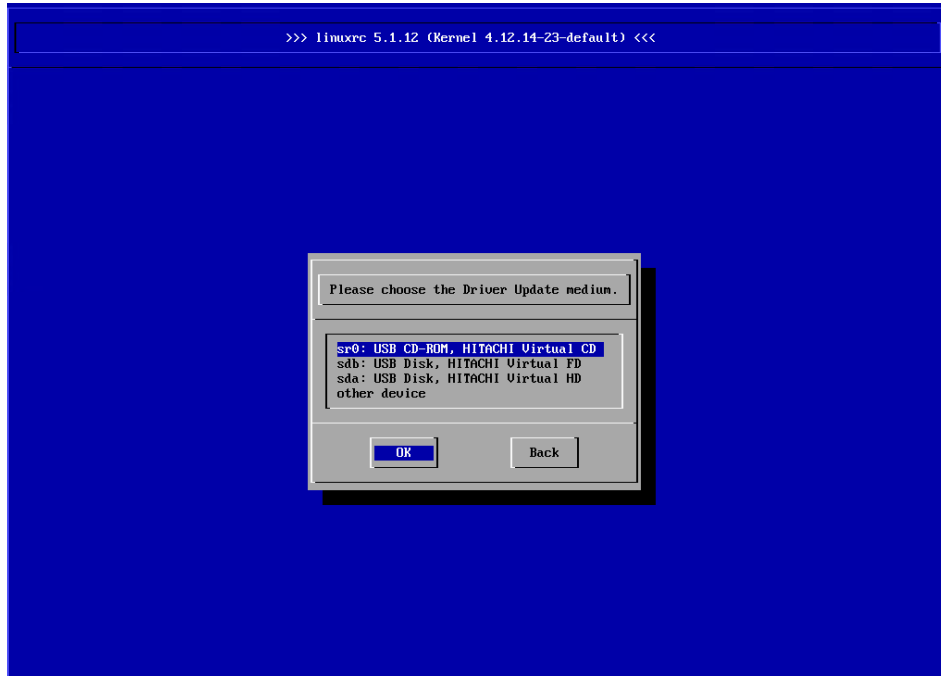 >>> linuxrc 5.1.12 (Kernel 4.12.14-23-default) <<<
Please choose the Driver Update medium.
sr0: USB CD-ROM, HITACHI Virtual CD
sdb: USB Disk, HITACHI Virtual FD
sda: USB Disk, HITACHI Virtual HD
other device
OK Back